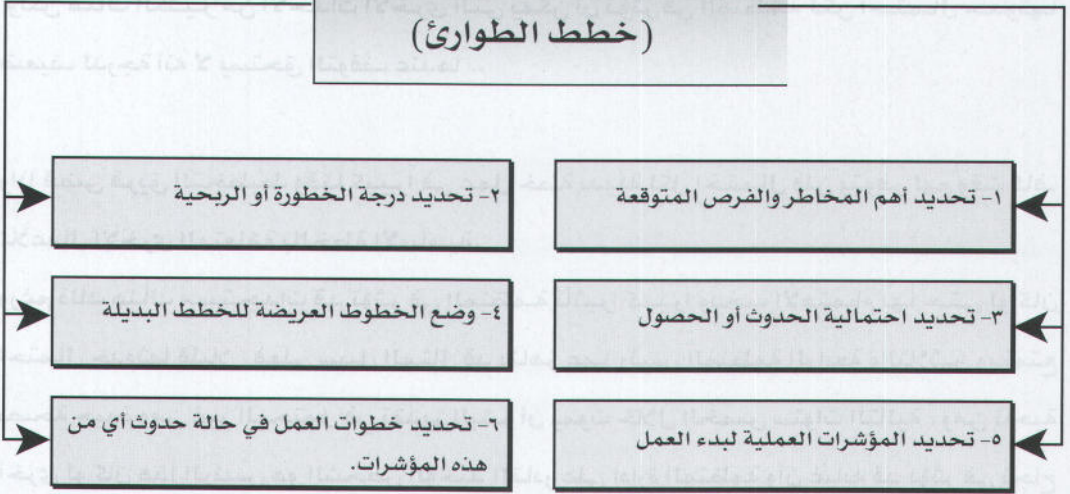 (خطط الطوارئ)
١- تحديد أهم المخاطر والفرص المتوقعة
٢- تحديد درجة الخطورة أو الربحية
٣- تحديد احتمالية الحدوث أو الحصول
٤- وضع الخطوط العريضة للخطط البديلة
٥- تحديد المؤشرات العملية لبدء العمل
٦- تحديد خطوات العمل في حالة حدوث أي من
هذه المؤشرات.